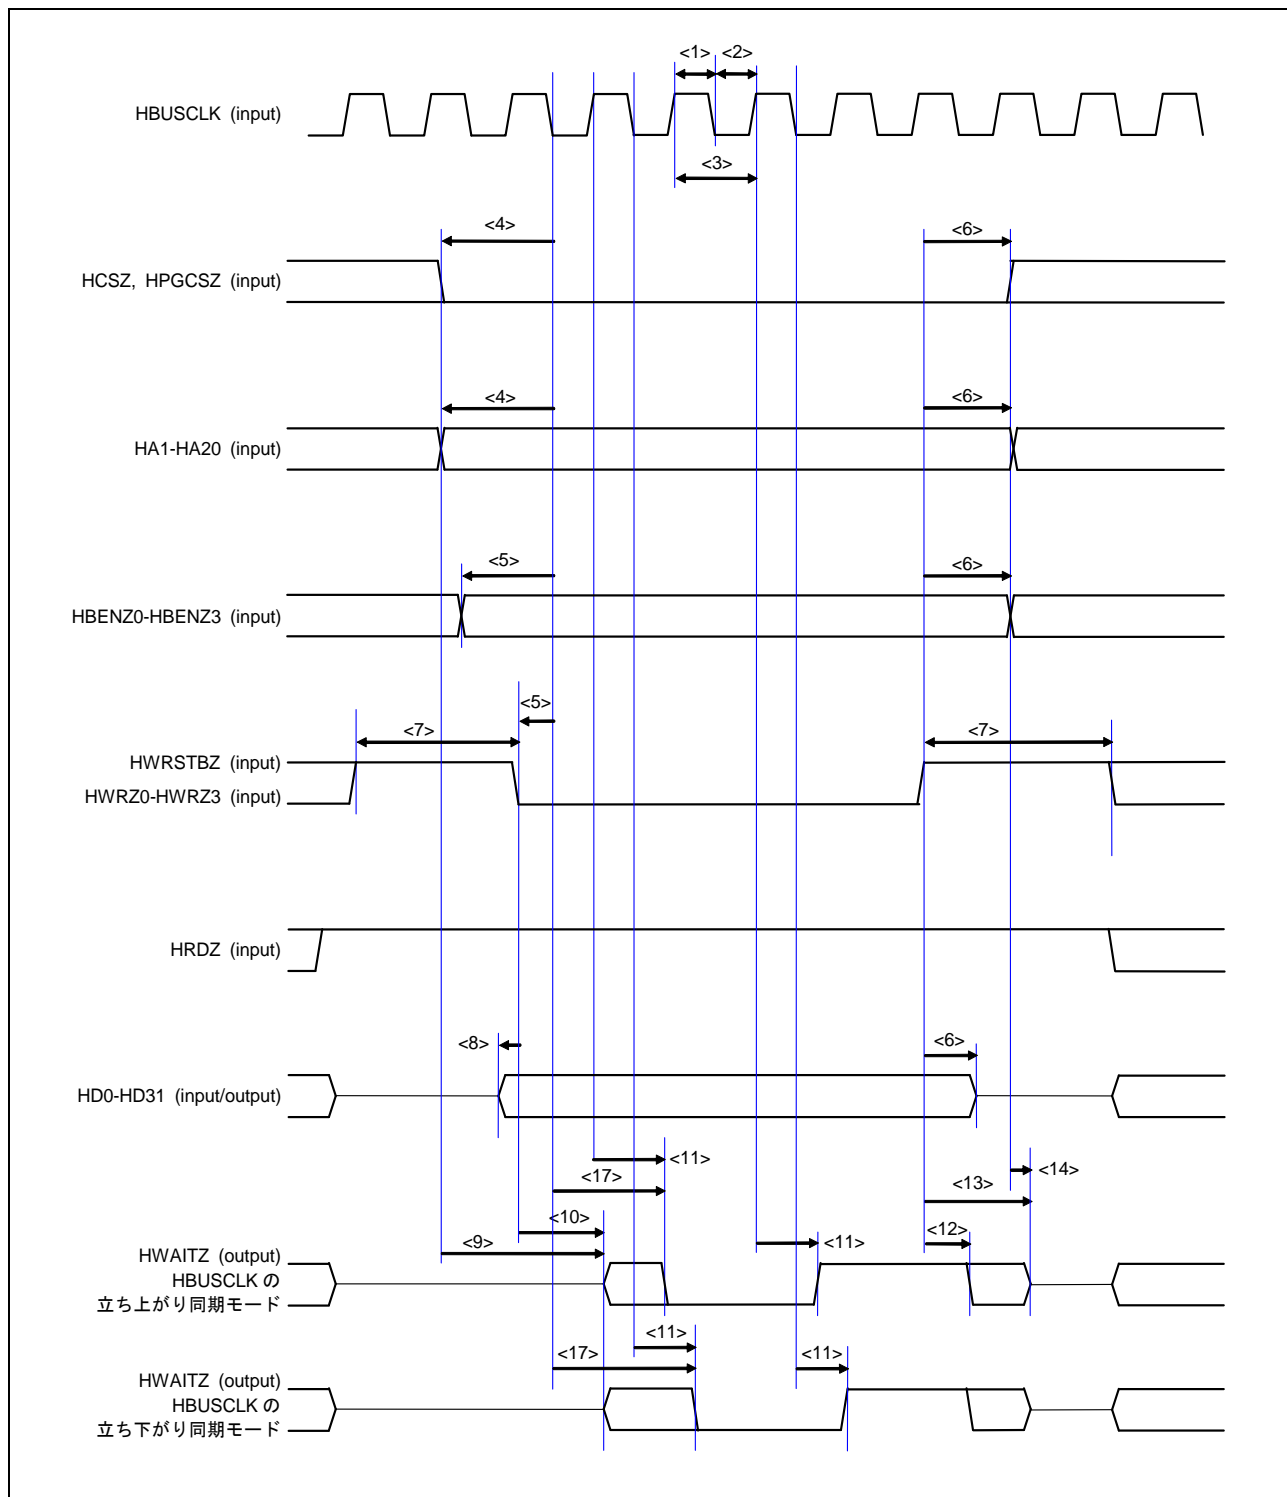 <1> <2>
HBUSCLK (input)
<3>
<4> <6>
HCSZ, HPGCSZ (input)
<4> <6>
HA1-HA20 (input)
<5> <6>
HBENZ0-HBENZ3 (input)
<5>
<7> <7>
HWRSTBZ (input)
HWRZ0-HWRZ3 (input)
HRDZ (input)
<8> <6>
HD0-HD31 (input/output)
<11> <14>
<17> <13>
<10> <12>
<9> <11>
HWAITZ (output)
HBUSCLK の
立ち上がり同期モード
<11>
<17> <11>
HWAITZ (output)
HBUSCLK の
立ち下がり同期モード